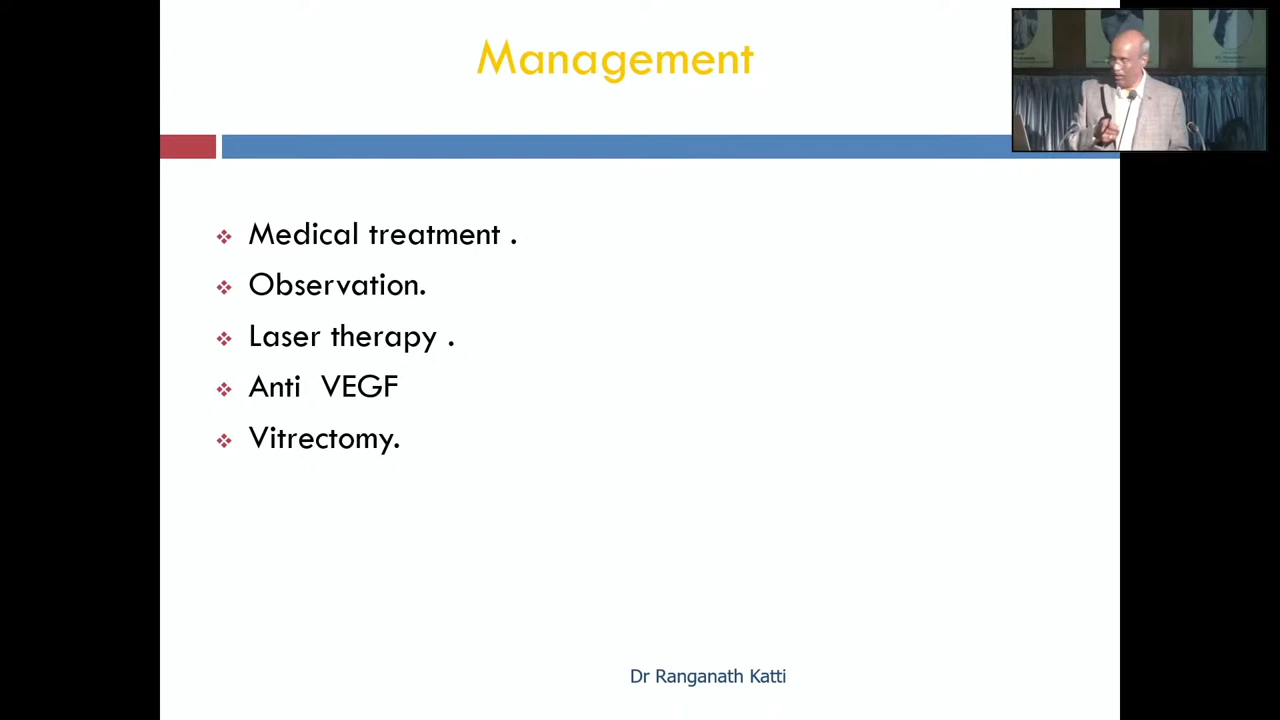 Management
Medical treatment .
Observation.
Laser therapy .
Anti  VEGF
Vitrectomy.
Dr Ranganath Katti